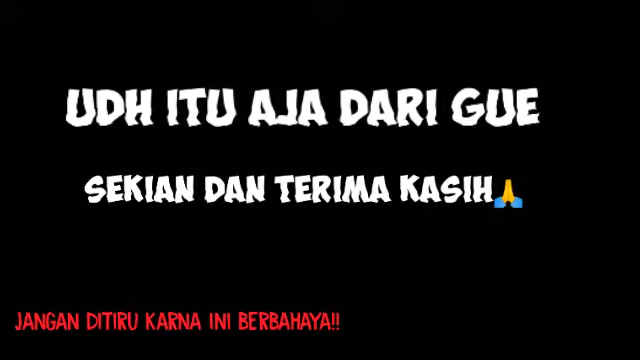 UDH ITU AJA DARI GUE
SEKIAN DAN TERIMA KASIH🙏
JANGAN DITIRU KARNA INI BERBAHAYA!!